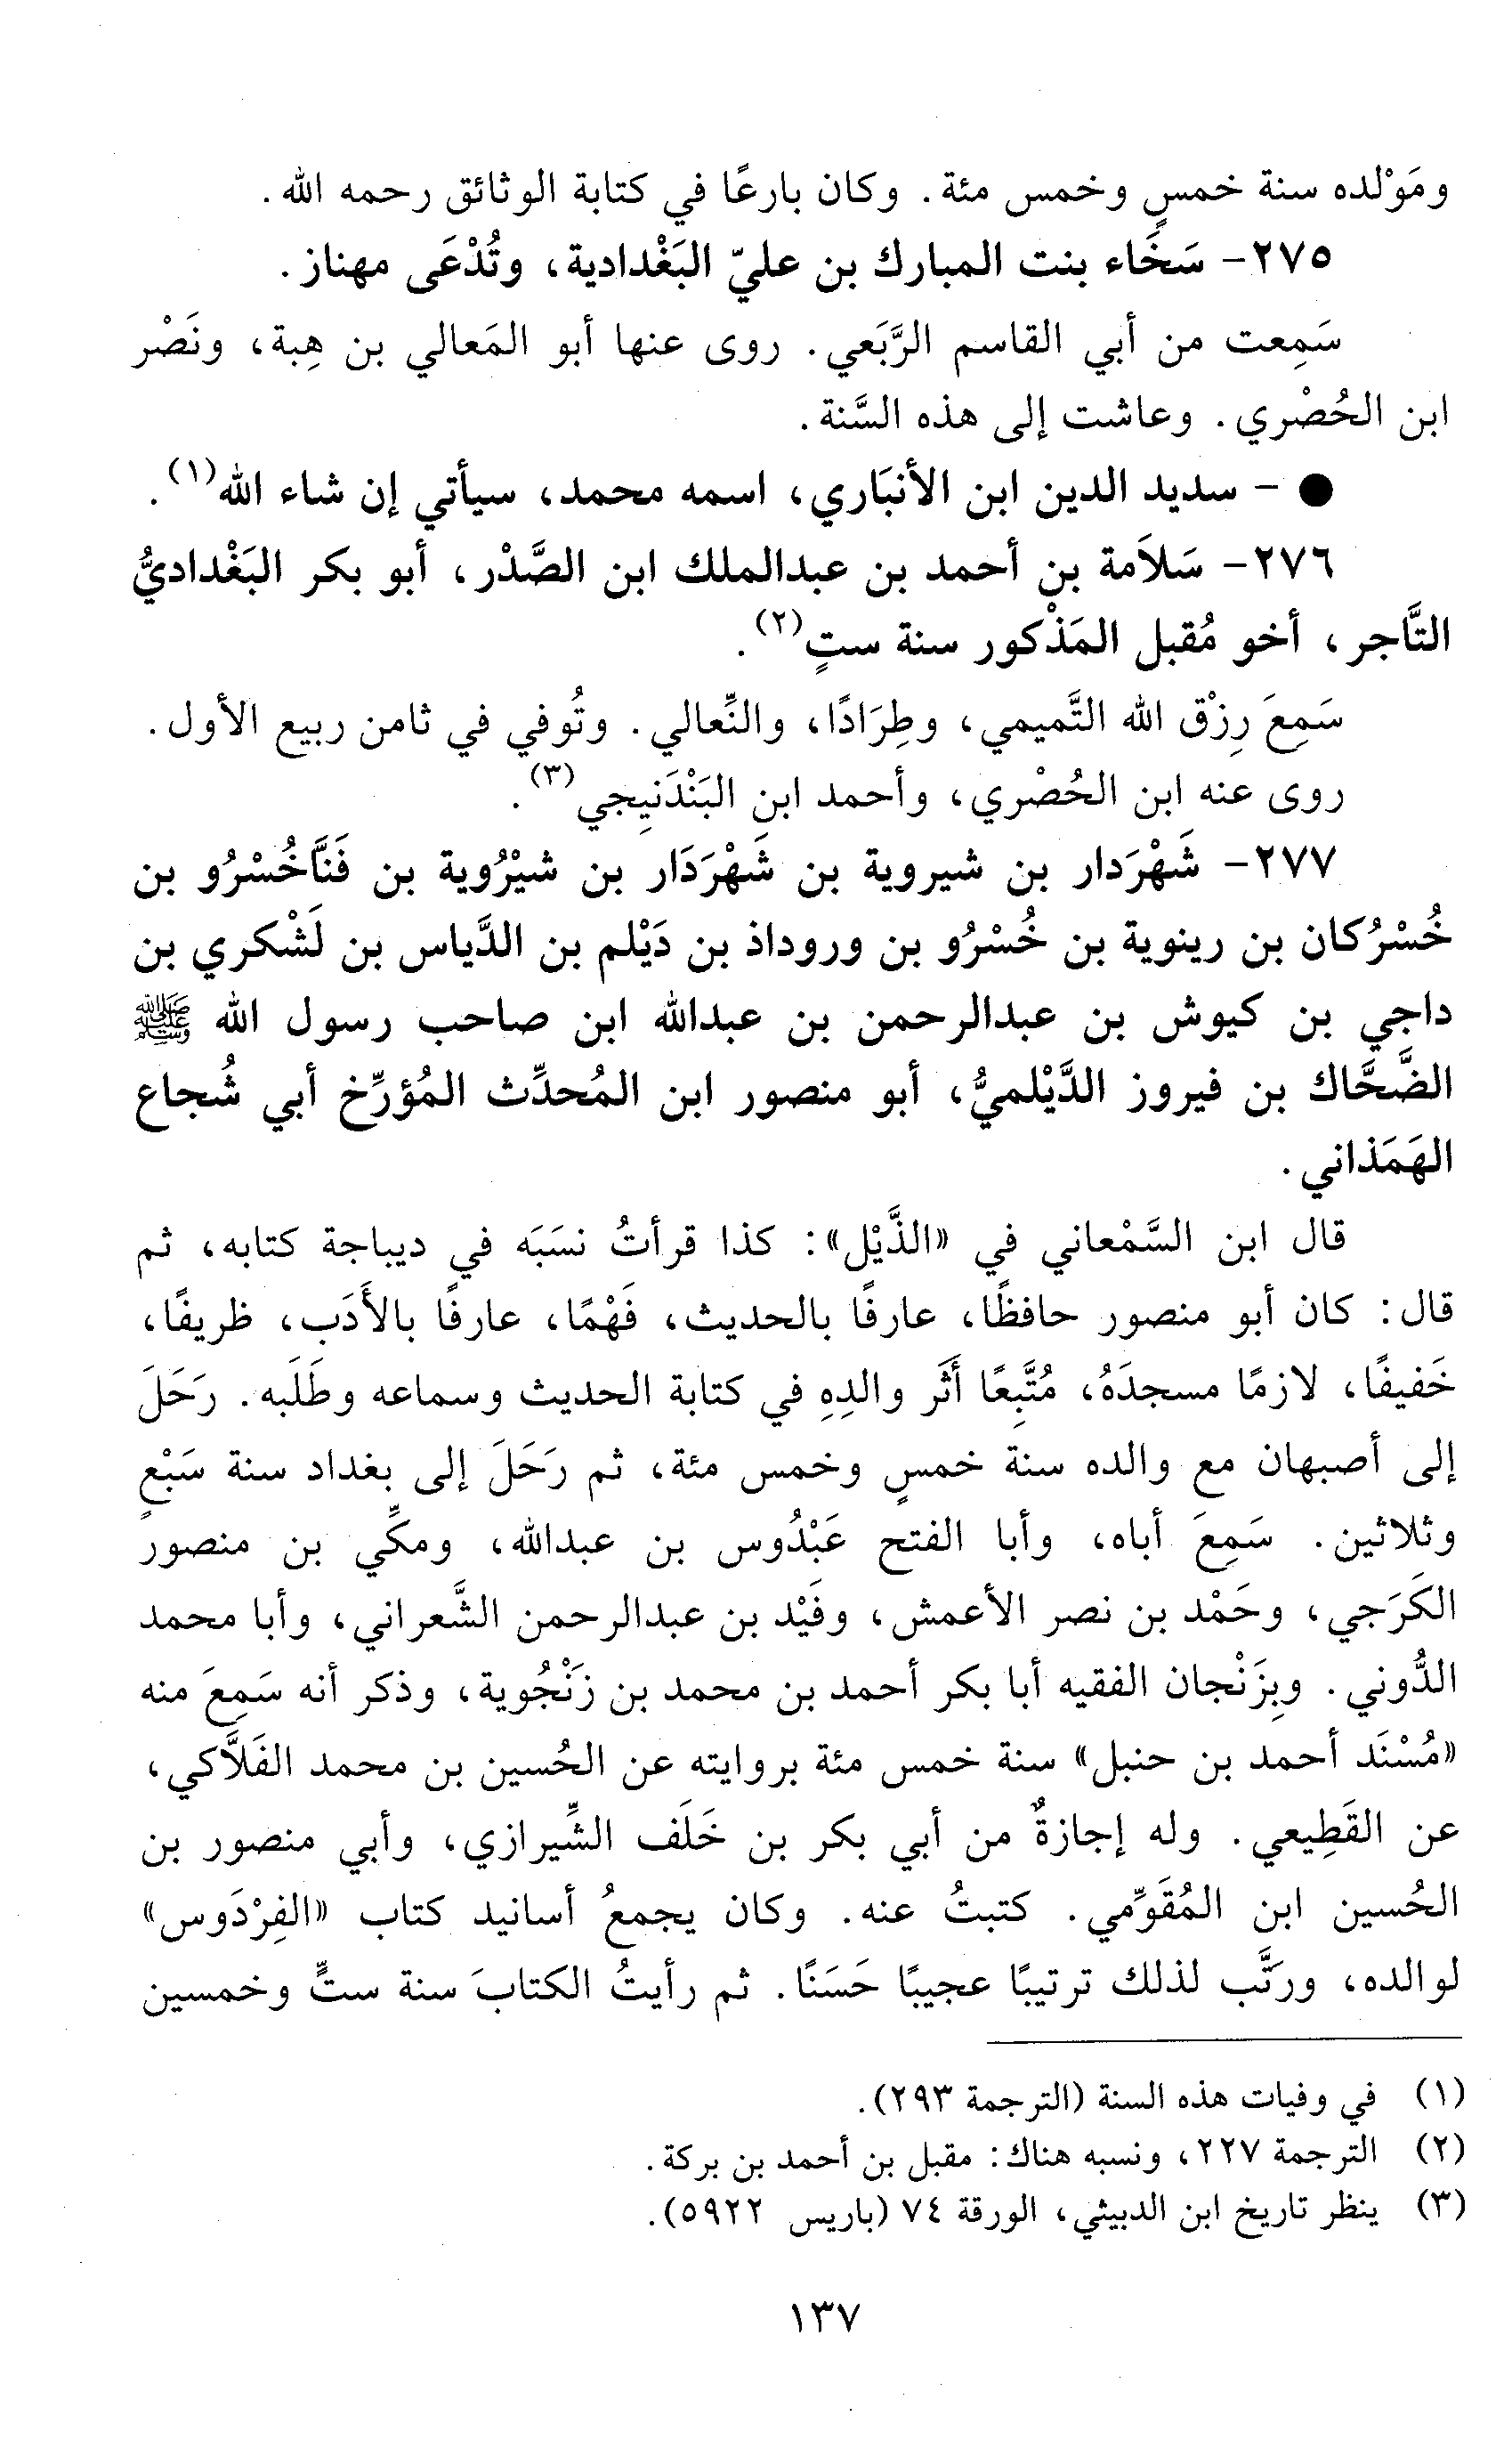 ومَوْلده سنة خمسٍ وخمس مئة. وكان بارعًا في كتابة الوثائق رحمه الله.
٢٧٥- سَخَاء بنت المبارك بن عليّ البَغْدادية، وتُدْعَى مهناز.
سَمِعت من أبي القاسم الرَّبَعي. روى عنها أبو المَعالي بن هِبة، ونَصْر
ابن الحُصْري. وعاشت إلى هذه السَّنة.
● - سديد الدين ابن الأنبَاري، اسمه محمد، سيأتي إن شاء الله(١).
٢٧٦- سَلاَمة بن أحمد بن عبدالملك ابن الصَّدْر، أبو بكر البَغْداديُّ
التَّاجر، أخو مُقبل المَذْكور سنة ستٍ(٢).
سَمِعَ رِزْق الله التَّميمي، وطِرَادًا، والنِّعالي. وتُوفي في ثامن ربيع الأول.
روى عنه ابن الحُصْري، وأحمد ابن البَنْدَنِيجي(٣).
٢٧٧- شَهْرَدار بن شيروية بن شَهْرَدَار بن شيْرُوية بن فَنَّاخُسْرُو بن
خُسْرُكان بن رينوية بن خُسْرُو بن وروداذ بن دَيْلم بن الدَّياس بن لَشْكري بن
داجي بن كيوش بن عبدالرحمن بن عبدالله ابن صاحب رسول الله ﷺ
الضَّحَّاك بن فيروز الدَّيْلميُّ، أبو منصور ابن المُحدِّث المُؤرِّخ أبي شُجاع
الهَمَذاني.
قال ابن السَّمْعاني في «الذَّيْل»: كذا قرأتُ نسَبَه في ديباجة كتابه، ثم
قال: كان أبو منصور حافظًا، عارفًا بالحديث، فَهْمًا، عارفًا بالأَدَب، ظريفًا،
خَفيفًا، لازمًا مسجدَهُ، مُتَّبِعًا أَثَر والدِهِ في كتابة الحديث وسماعه وطَلَبه. رَحَلَ
إلى أصبهان مع والده سنة خمسٍ وخمس مئة، ثم رَحَلَ إلى بغداد سنة سَبْعٍ
وثلاثين. سَمِعَ أباه، وأبا الفتح عَبْدُوس بن عبدالله، ومكِّي بن منصور
الكَرَجي، وحَمْد بن نصر الأعمش، وفَيْد بن عبدالرحمن الشَّعراني، وأبا محمد
الدُّوني. وبِزَنْجان الفقيه أبا بكر أحمد بن محمد بن زَنْجُوية، وذكر أنه سَمِعَ منه
«مُسْنَد أحمد بن حنبل» سنة خمس مئة بروايته عن الحُسين بن محمد الفَلاَّكي،
عن القَطِيعي. وله إجازةٌ من أبي بكر بن خَلَف الشِّيرازي، وأبي منصور بن
الحُسين ابن المُقَوِّمي. كتبتُ عنه. وكان يجمعُ أسانيد كتاب «الفِرْدَوس»
لوالده، ورتَّب لذلك ترتيبًا عجيبًا حَسَنًا. ثم رأيتُ الكتابَ سنة ستٍّ وخمسين
(١) في وفيات هذه السنة (الترجمة ٢٩٣).
(٢) الترجمة ٢٢٧، ونسبه هناك: مقبل بن أحمد بن بركة.
(٣) ينظر تاريخ ابن الدبيثي، الورقة ٧٤ (باريس ٥٩٢٢).
١٣٧